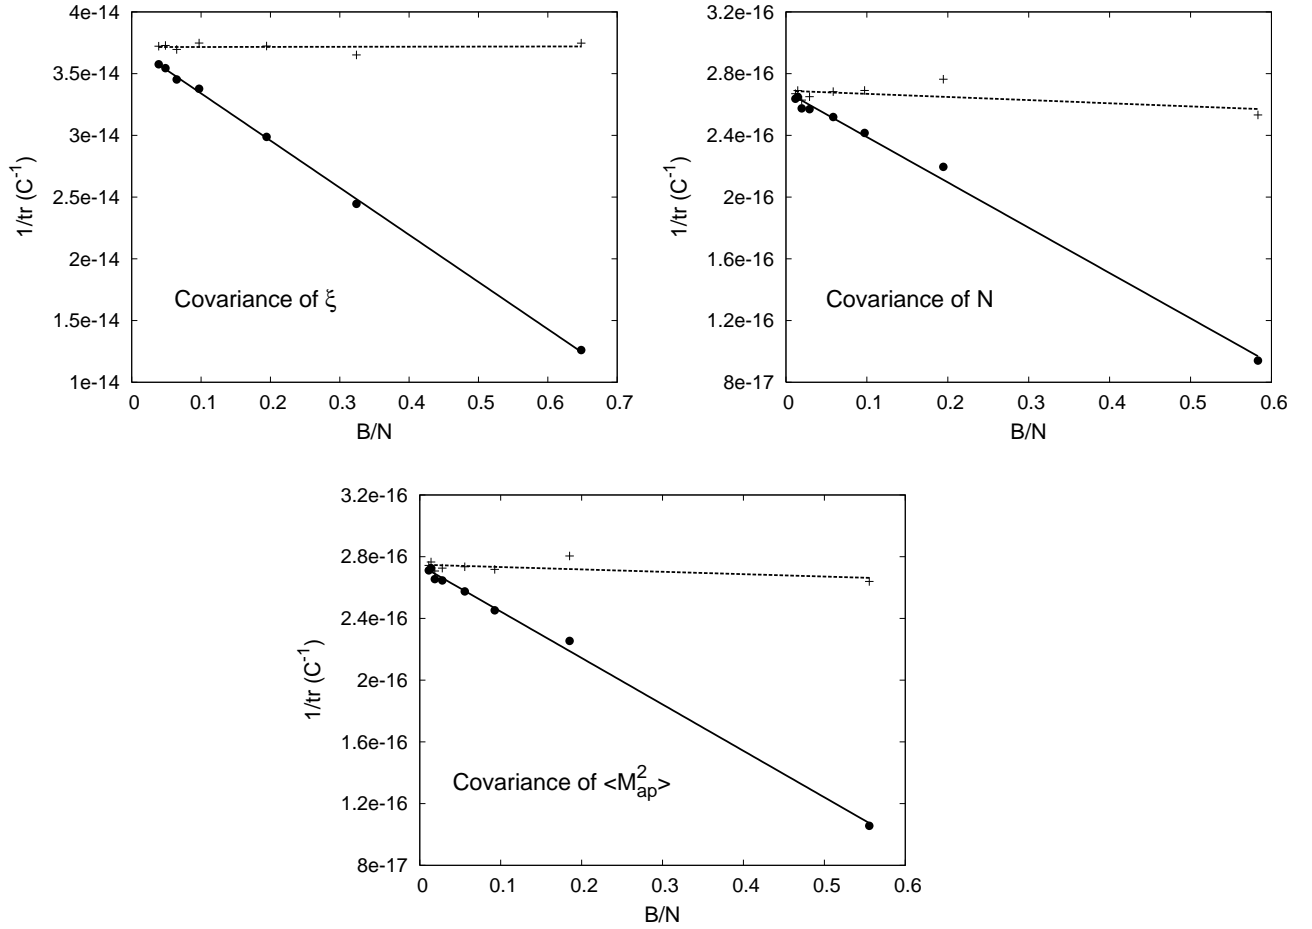 4e-14
3.5e-14
3e-14
2.5e-14
2e-14
1.5e-14
1e-14
0 0.1 0.2 0.3 0.4 0.5 0.6 0.7
1/tr (C⁻¹)
B/N
Covariance of ξ
3.2e-16
2.8e-16
2.4e-16
2e-16
1.6e-16
1.2e-16
8e-17
0 0.1 0.2 0.3 0.4 0.5 0.6
1/tr (C⁻¹)
B/N
Covariance of N
3.2e-16
2.8e-16
2.4e-16
2e-16
1.6e-16
1.2e-16
8e-17
0 0.1 0.2 0.3 0.4 0.5 0.6
1/tr (C⁻¹)
B/N
Covariance of <M²ap>